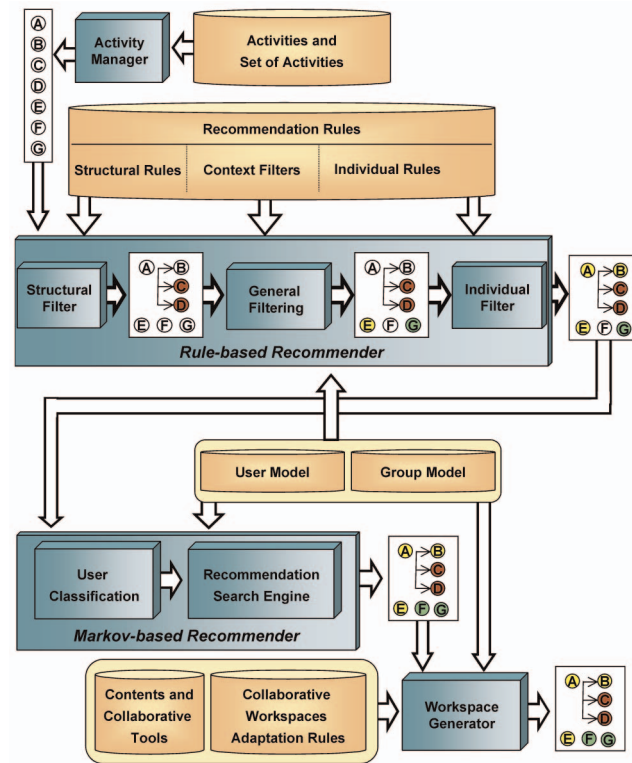 A
B
C
D
E
F
G
Activity
Manager
Activities and
Set of Activities
Recommendation Rules
Structural Rules
Context Filters
Individual Rules
Structural
Filter
A B
C
D
E F G
General
Filtering
A B
C
D
E F G
Individual
Filter
A B
C
D
E F G
Rule-based Recommender
User Model
Group Model
User
Classification
Recommendation
Search Engine
A B
C
D
E F G
Markov-based Recommender
Contents and
Collaborative
Tools
Collaborative
Workspaces
Adaptation Rules
Workspace
Generator
A B
C
D
E F G